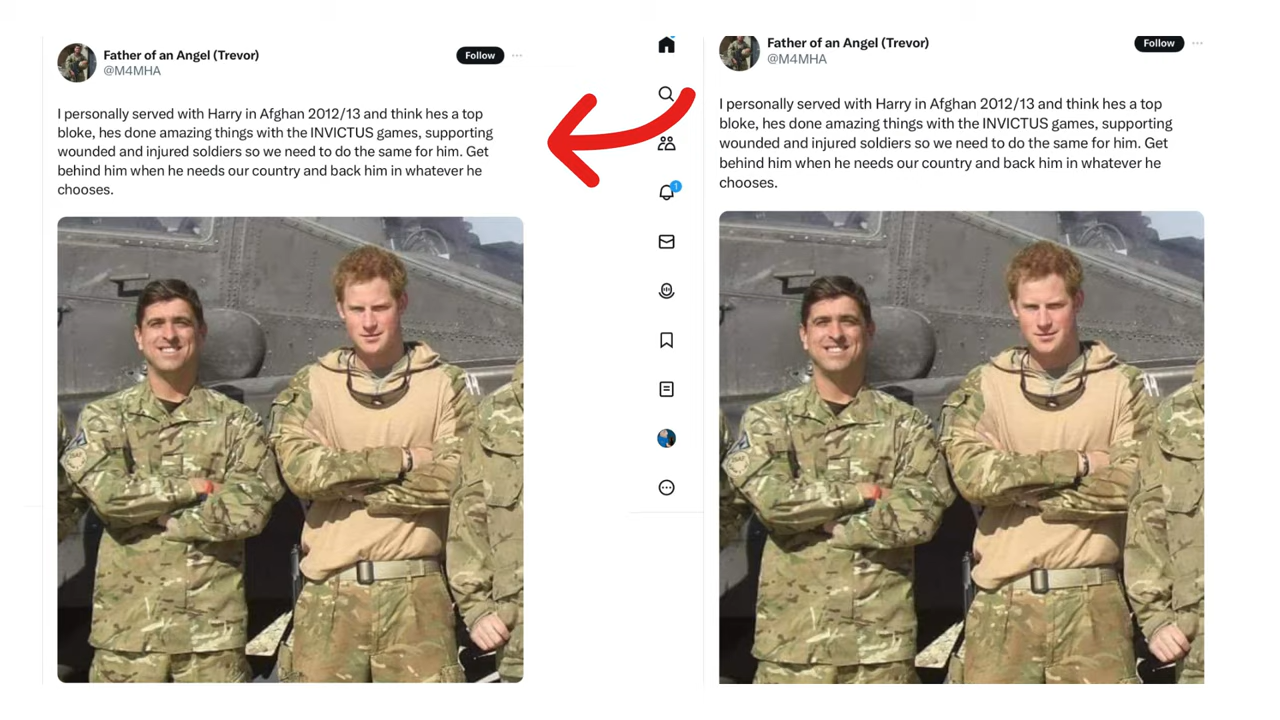 Father of an Angel (Trevor)
Follow
@M4MHA
I personally served with Harry in Afghan 2012/13 and think hes a top
bloke, hes done amazing things with the INVICTUS games, supporting
wounded and injured soldiers so we need to do the same for him. Get
behind him when he needs our country and back him in whatever he
chooses.
1
Father of an Angel (Trevor)
Follow
@M4MHA
I personally served with Harry in Afghan 2012/13 and think hes a top
bloke, hes done amazing things with the INVICTUS games, supporting
wounded and injured soldiers so we need to do the same for him. Get
behind him when he needs our country and back him in whatever he
chooses.